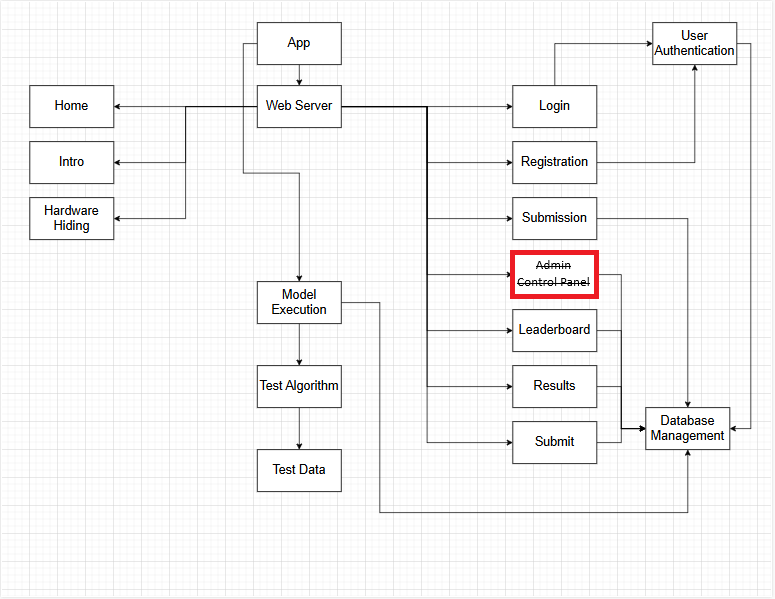 App
User
Authentication
Home
Web Server
Login
Intro
Registration
Hardware
Hiding
Submission
Admin
Control Panel
Model
Execution
Leaderboard
Test Algorithm
Results
Database
Management
Submit
Test Data